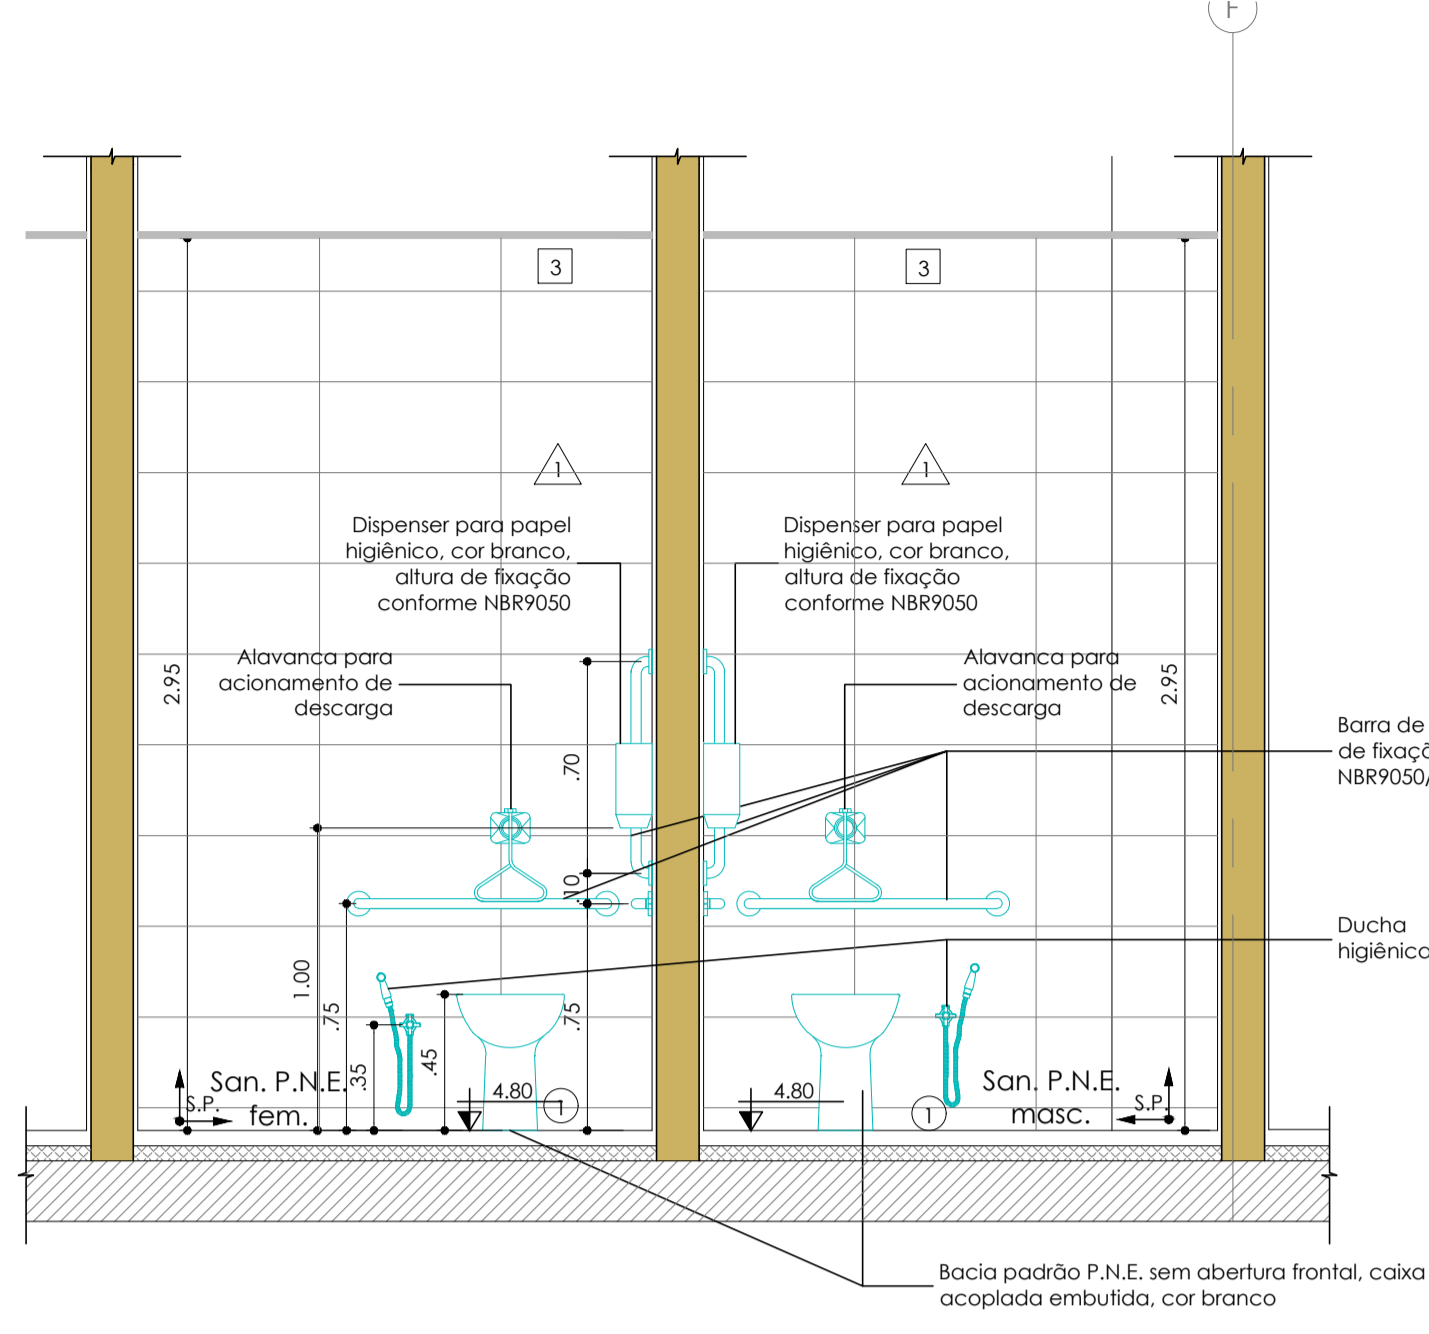 F
3
3
1
1
Dispenser para papel
higiênico, cor branco,
altura de fixação
conforme NBR9050
Dispenser para papel
higiênico, cor branco,
altura de fixação
conforme NBR9050
Alavanca para
acionamento de
descarga
Alavanca para
acionamento de
descarga
2.95
2.95
Barra de
de fixaçã
NBR9050/
.70
.10
1.00
.75
.75
.35
.45
Ducha
higiênica
San. P.N.E.
fem.
S.P.
4.80
1
4.80
1
San. P.N.E.
masc.
S.P.
Bacia padrão P.N.E. sem abertura frontal, caixa
acoplada embutida, cor branco